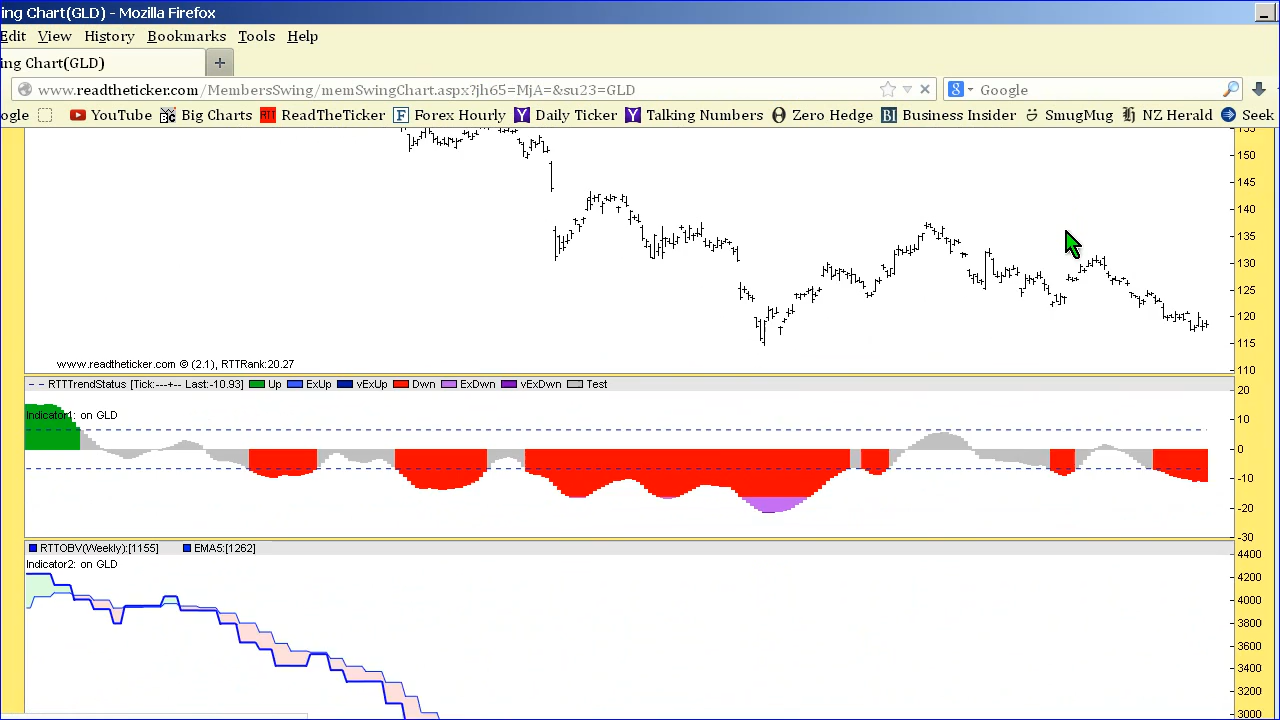 ing Chart(GLD) - Mozilla Firefox
Edit View History Bookmarks Tools Help
ing Chart(GLD) +
www.readtheticker.com/MembersSwing/memSwingChart.aspx?jh65=MjA=&su23=GLD 8 Google
ogle YouTube Big Charts RTT ReadTheTicker F Forex Hourly Y Daily Ticker Y Talking Numbers Zero Hedge BI Business Insider SmugMug NZ Herald Seek
155
150
145
140
135
130
125
120
115
110
www.readtheticker.com © (2.1), RTTRank:20.27
RTTTrendStatus [Tick:---+-- Last:-10.93] Up ExUp vExUp Dwn ExDwn vExDwn Test
Indicator1: on GLD
20
10
0
-10
-20
-30
RTTOBV(Weekly):[1155] EMA5:[1262]
Indicator2: on GLD
4400
4200
4000
3800
3600
3400
3200
3000